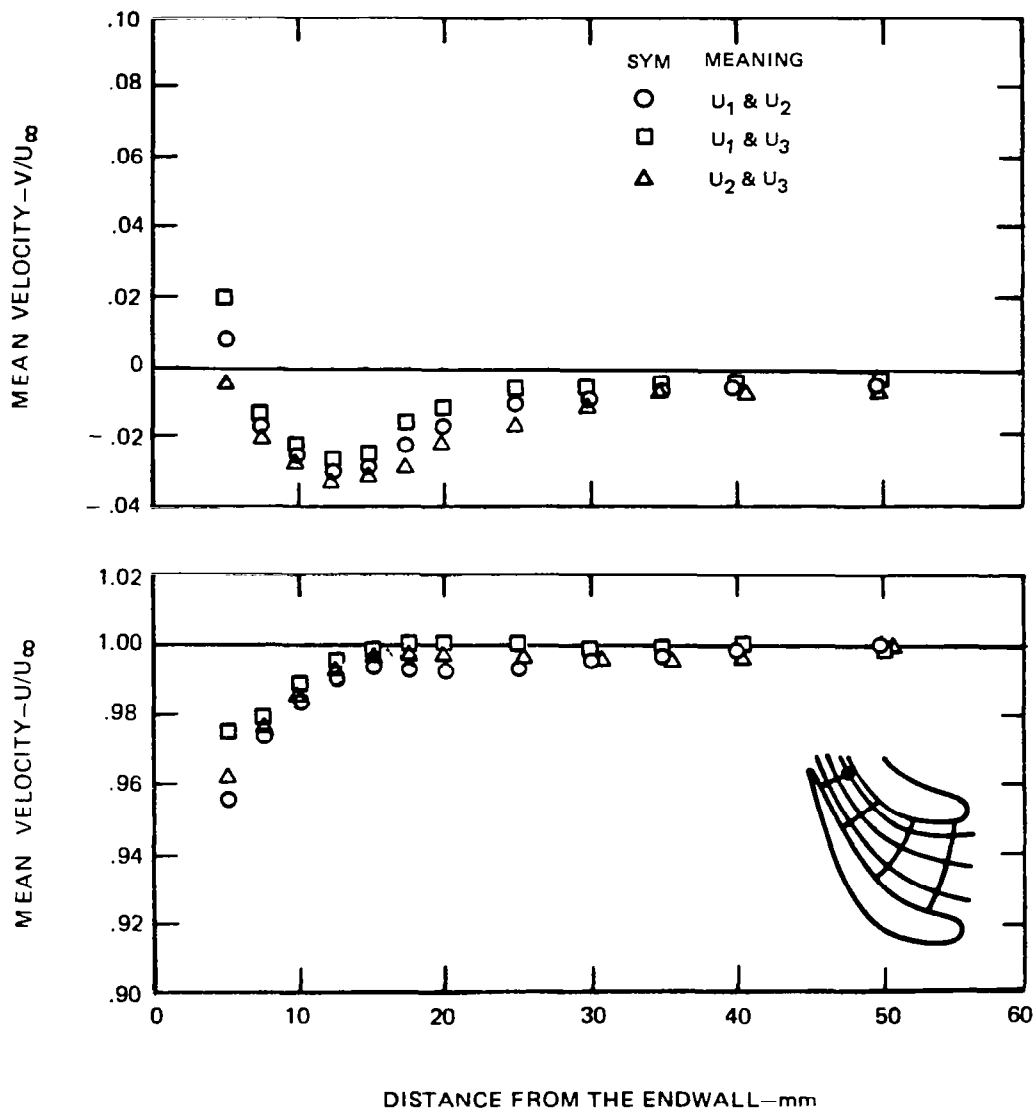 MEAN VELOCITY–V/U∞
.10
.08
.06
.04
.02
0
– .02
– .04
SYM MEANING
U1 & U2
U1 & U3
U2 & U3
MEAN VELOCITY–U/U∞
1.02
1.00
.98
.96
.94
.92
.90
0 10 20 30 40 50 60
DISTANCE FROM THE ENDWALL–mm